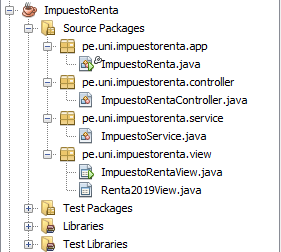 ImpuestoRenta
Source Packages
pe.uni.impuestorenta.app
ImpuestoRenta.java
pe.uni.impuestorenta.controller
ImpuestoRentaController.java
pe.uni.impuestorenta.service
ImpuestoService.java
pe.uni.impuestorenta.view
ImpuestoRentaView.java
Renta2019View.java
Test Packages
Libraries
Test Libraries